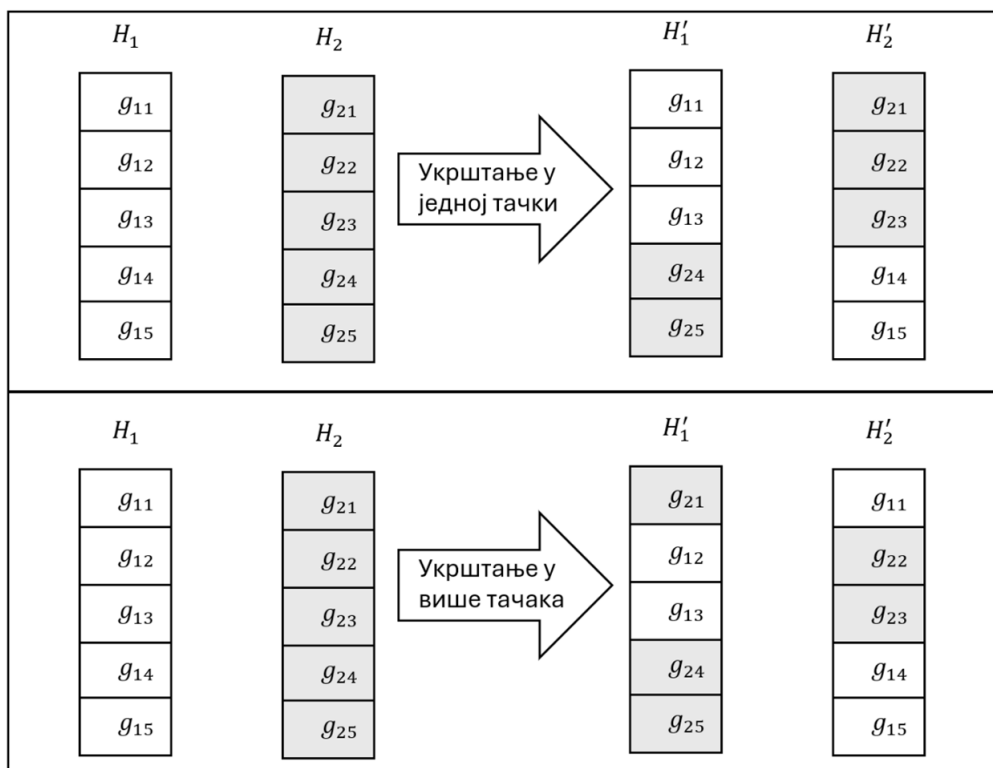 H₁ H₂ H′₁ H′₂
g₁₁ g₂₁ g₁₁ g₂₁
g₁₂ g₂₂ g₁₂ g₂₂
Укрштање у
једној тачки
g₁₃ g₂₃ g₁₃ g₂₃
g₁₄ g₂₄ g₂₄ g₁₄
g₁₅ g₂₅ g₂₅ g₁₅
H₁ H₂ H′₁ H′₂
g₁₁ g₂₁ g₂₁ g₁₁
g₁₂ g₂₂ g₁₂ g₂₂
Укрштање у
више тачака
g₁₃ g₂₃ g₁₃ g₂₃
g₁₄ g₂₄ g₂₄ g₁₄
g₁₅ g₂₅ g₂₅ g₁₅